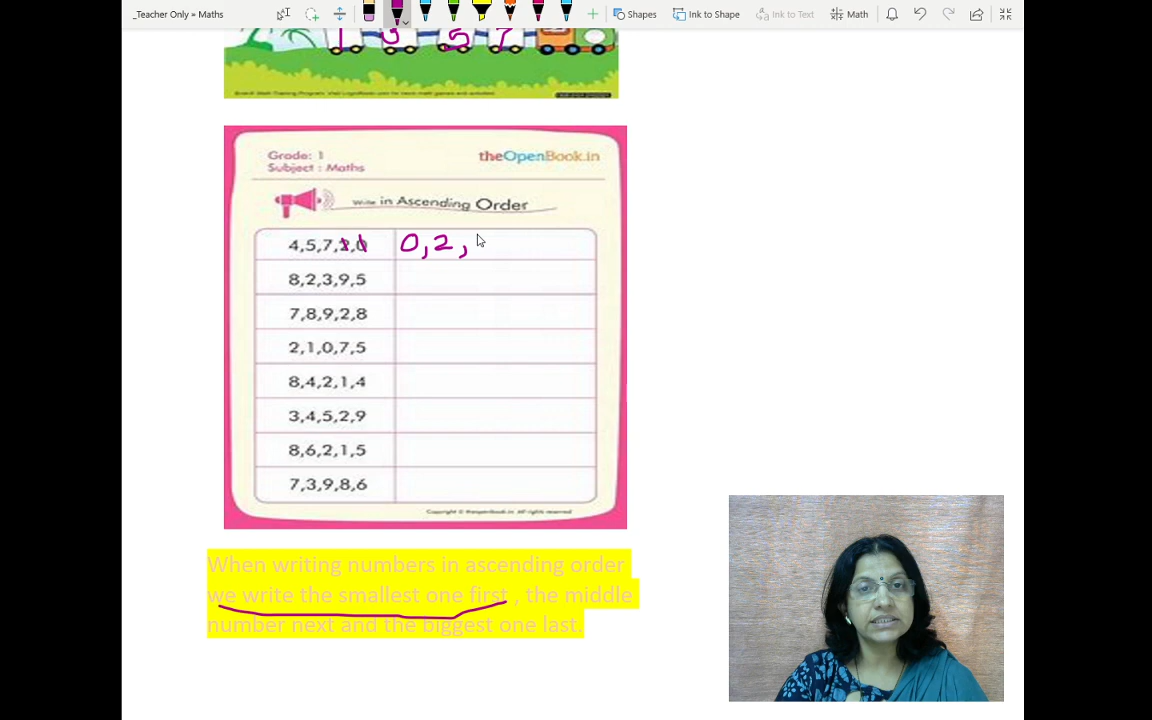 _Teacher Only = Maths
Shapes Ink to Shape Ink to Text Math
1 3 5 7
Grade: 1 theOpenBook.in
Subject : Maths
Write in Ascending Order
4,5,7,2,0 0,2,
8,2,3,9,5
7,8,9,2,8
2,1,0,7,5
8,4,2,1,4
3,4,5,2,9
8,6,2,1,5
7,3,9,8,6
When writing numbers in ascending order
we write the smallest one first , the middle
number next and the biggest one last.